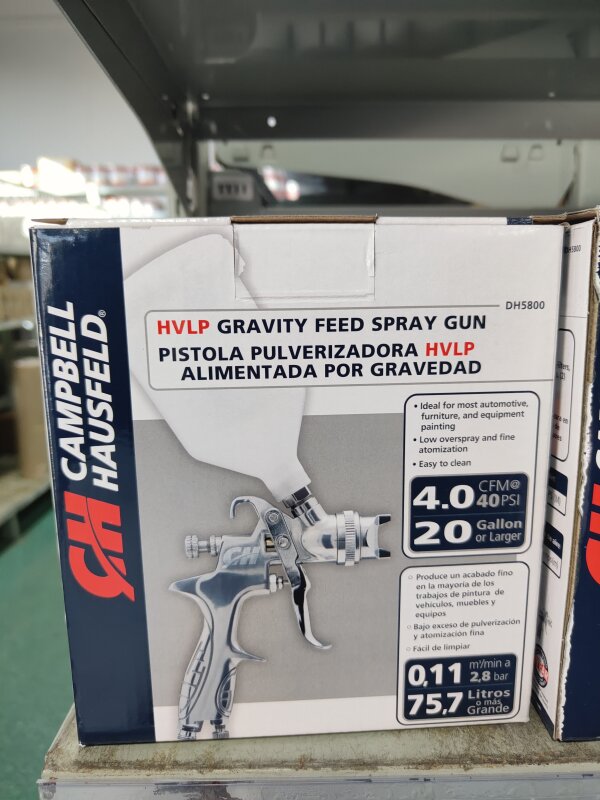 CAMPBELL
HAUSFELD®
CH
DH5800
HVLP GRAVITY FEED SPRAY GUN
PISTOLA PULVERIZADORA HVLP
ALIMENTADA POR GRAVEDAD
• Ideal for most automotive,
furniture, and equipment
painting
• Low overspray and fine
atomization
• Easy to clean
4.0 CFM@
40 PSI
20 Gallon
or Larger
CH
○ Produce un acabado fino
en la mayoría de los
trabajos de pintura de
vehículos, muebles y
equipos
○ Bajo exceso de pulverización
y atomización fina
○ Fácil de limpiar
0,11 m³/min a
2,8 bar
75,7 Litros
o más
Grande
DH5800